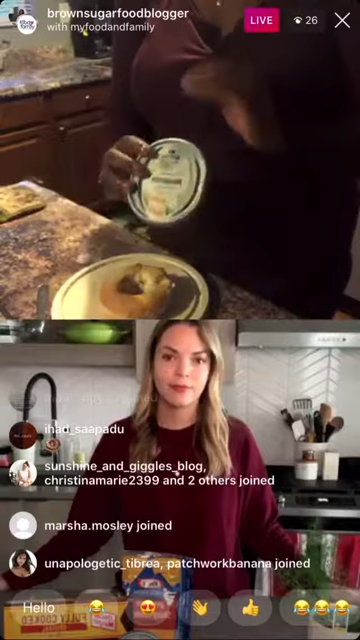 brownsugarfoodblogger
with myfoodandfamily
LIVE
26
ihad_saapadu
sunshine_and_giggles_blog,
christinamarie2399 and 2 others joined
marsha.mosley joined
unapologetic_tibrea, patchworkbanana joined
Hello
FULLY COOKED